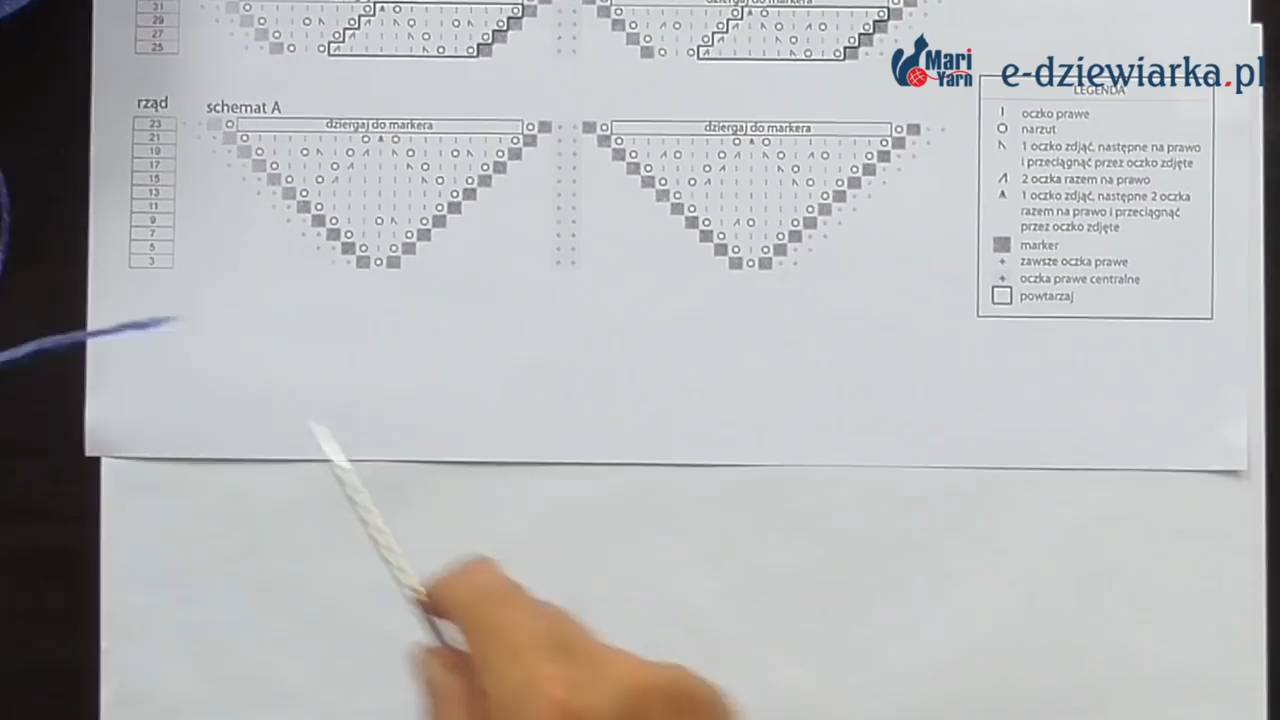 31
29
27
25
dziergaj do markera
Mari
Yarn
e-dziewiarka.pl
rząd
schemat A
23
21
19
17
15
13
11
9
7
5
3
dziergaj do markera
dziergaj do markera
LEGENDA
oczko prawe
narzut
1 oczko zdjąć, następne na prawo
i przeciągnąć przez oczko zdjęte
2 oczka razem na prawo
1 oczko zdjąć, następne 2 oczka
razem na prawo i przeciągnąć
przez oczko zdjęte
marker
zawsze oczka prawe
oczka prawe centralne
powtarzaj